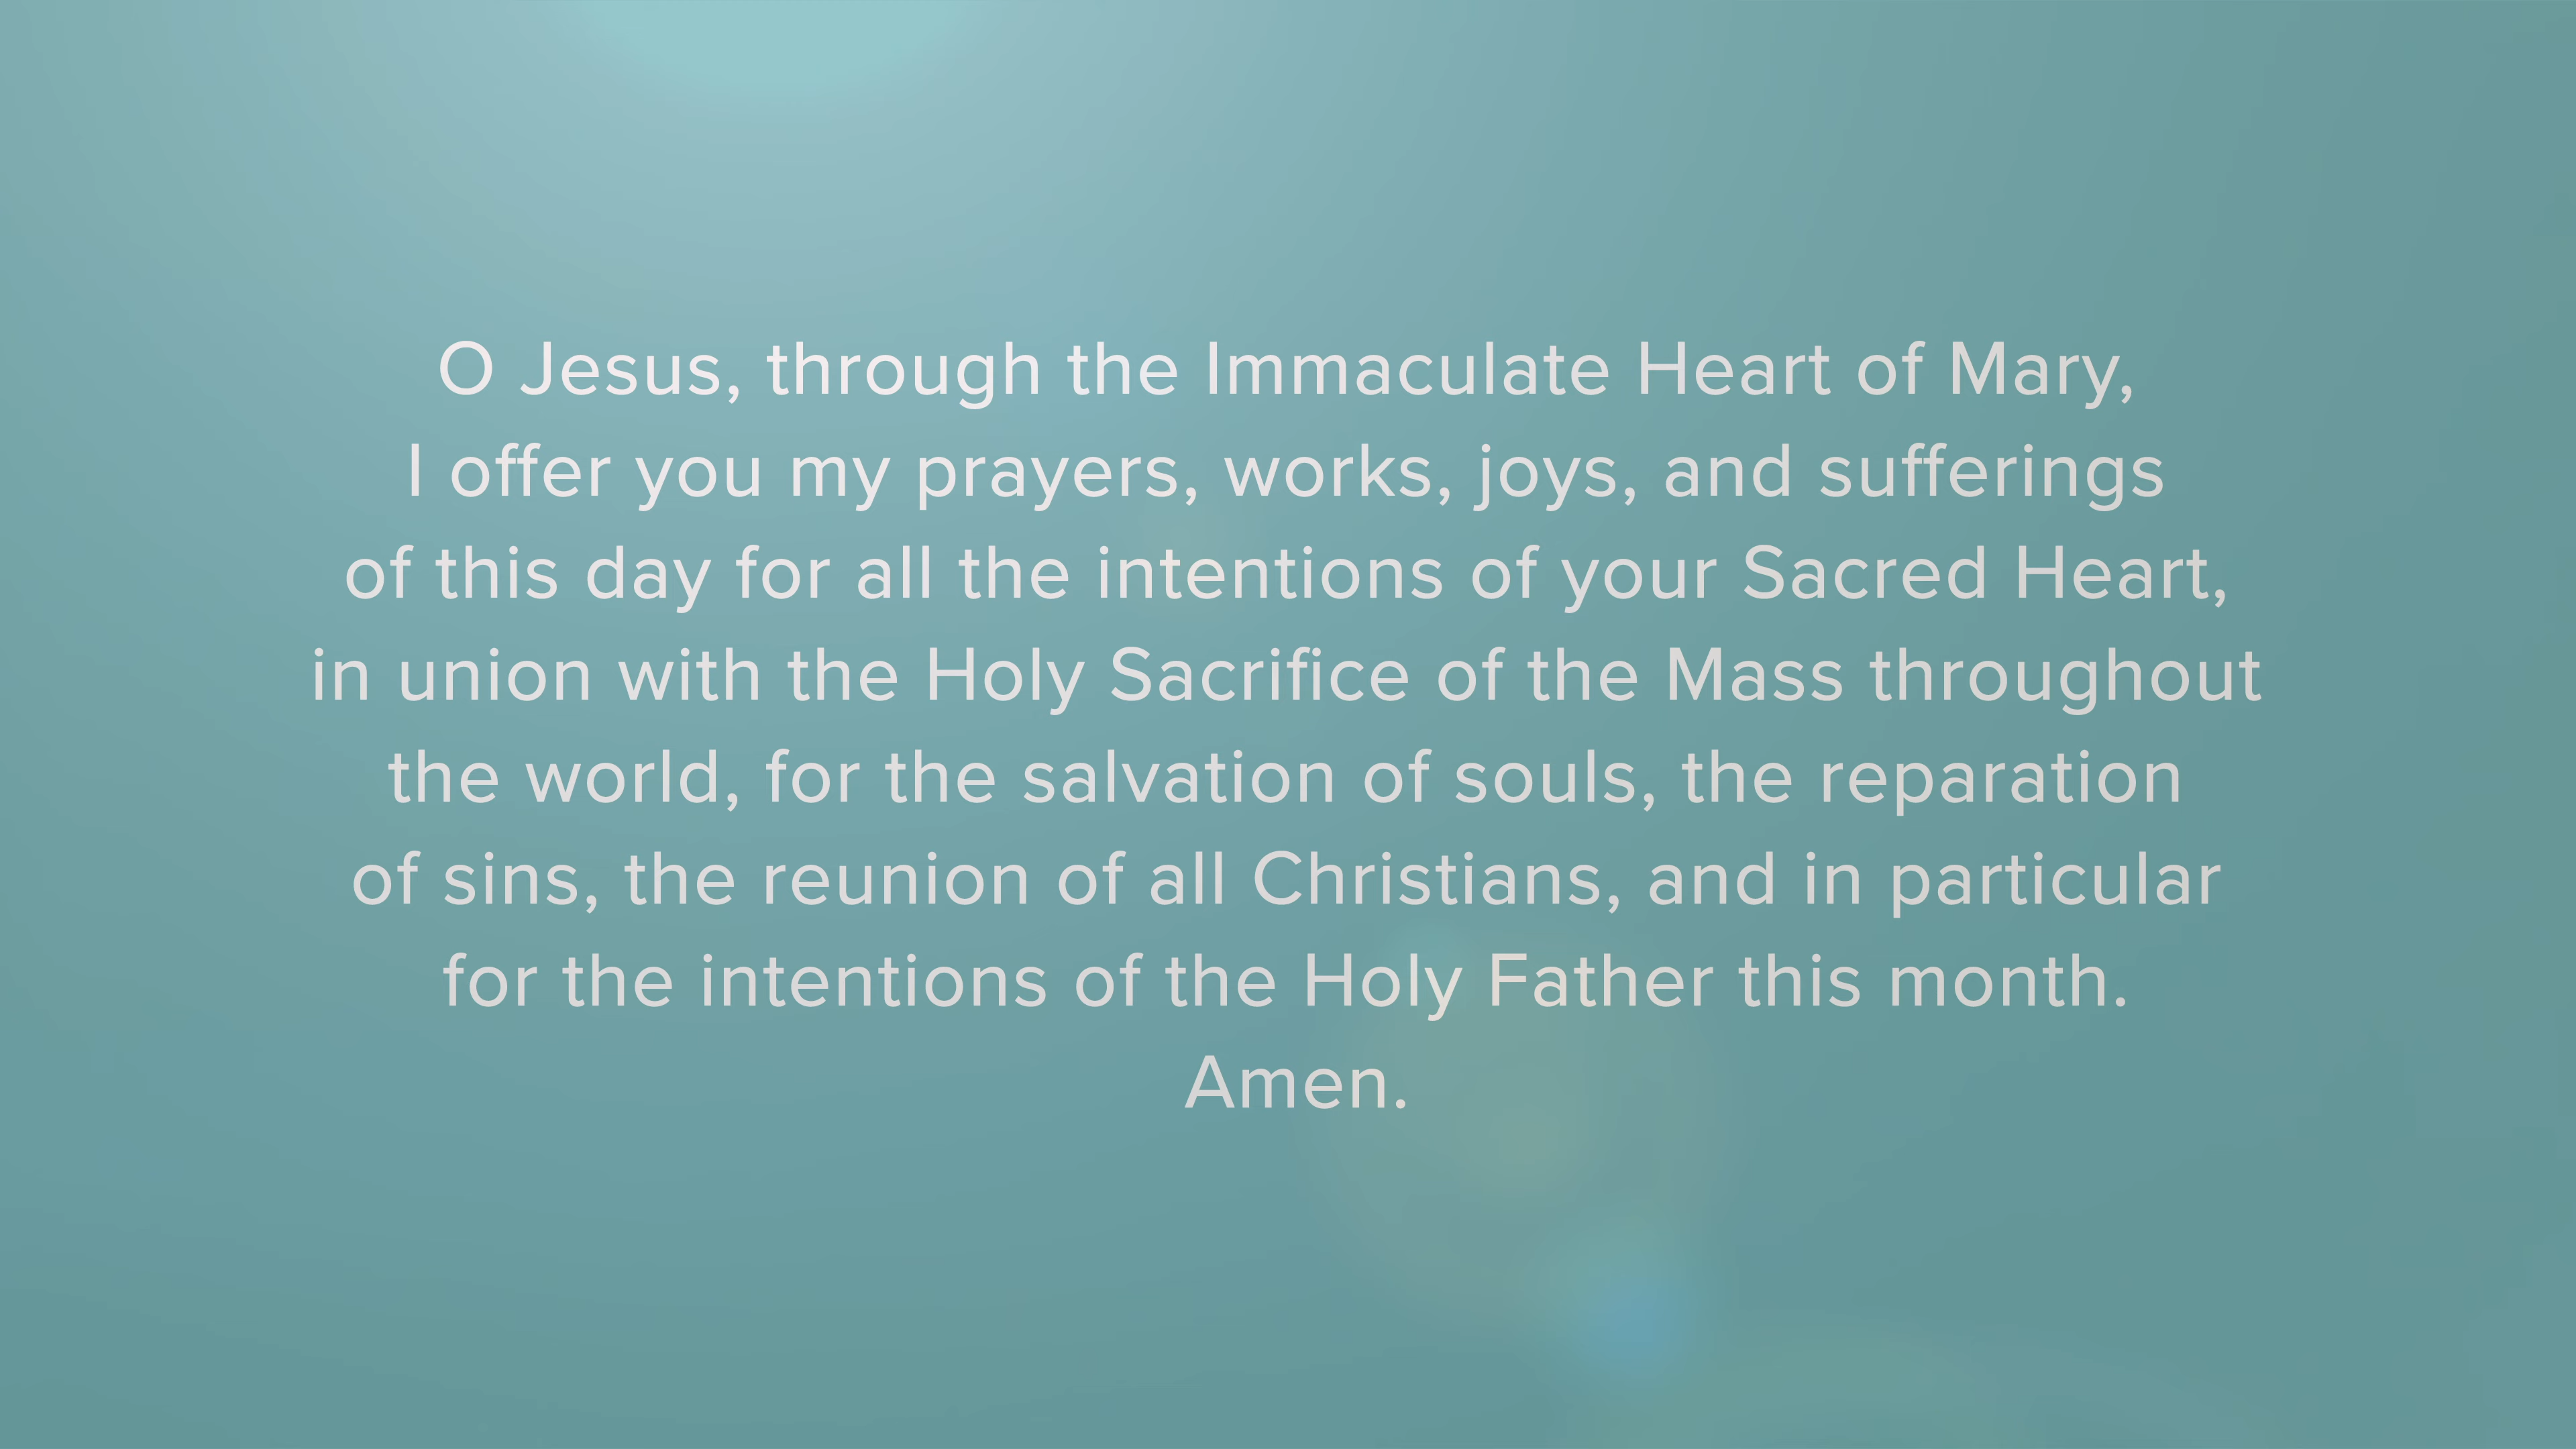 O Jesus, through the Immaculate Heart of Mary,
I offer you my prayers, works, joys, and sufferings
of this day for all the intentions of your Sacred Heart,
in union with the Holy Sacrifice of the Mass throughout
the world, for the salvation of souls, the reparation
of sins, the reunion of all Christians, and in particular
for the intentions of the Holy Father this month.
Amen.